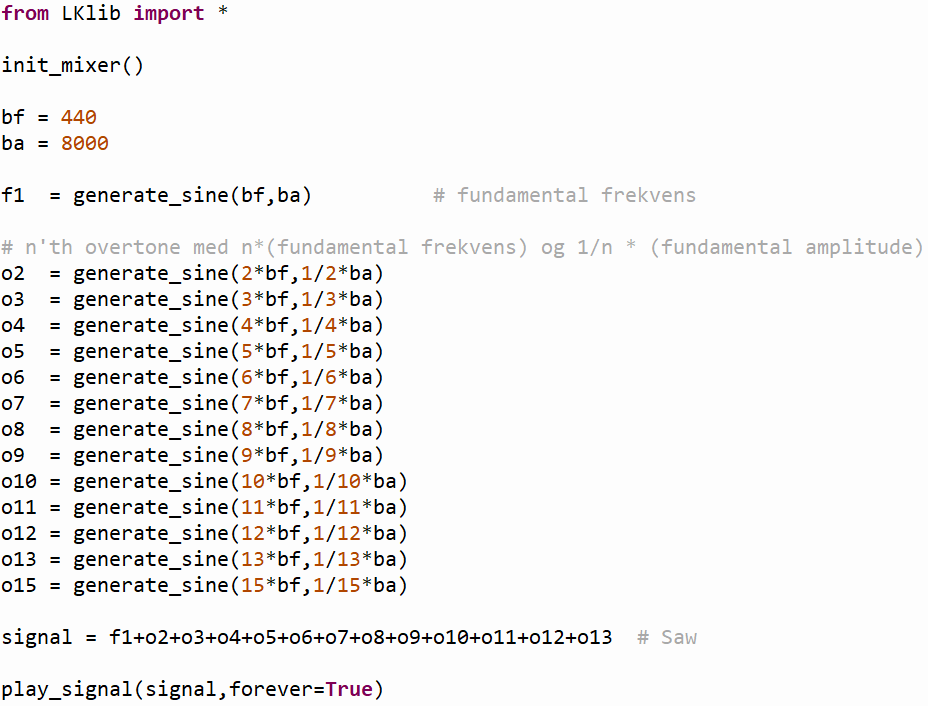 from LKlib import *
init_mixer()
bf = 440
ba = 8000
f1  = generate_sine(bf,ba)          # fundamental frekvens
# n'th overtone med n*(fundamental frekvens) og 1/n * (fundamental amplitude)
o2  = generate_sine(2*bf,1/2*ba)
o3  = generate_sine(3*bf,1/3*ba)
o4  = generate_sine(4*bf,1/4*ba)
o5  = generate_sine(5*bf,1/5*ba)
o6  = generate_sine(6*bf,1/6*ba)
o7  = generate_sine(7*bf,1/7*ba)
o8  = generate_sine(8*bf,1/8*ba)
o9  = generate_sine(9*bf,1/9*ba)
o10 = generate_sine(10*bf,1/10*ba)
o11 = generate_sine(11*bf,1/11*ba)
o12 = generate_sine(12*bf,1/12*ba)
o13 = generate_sine(13*bf,1/13*ba)
o15 = generate_sine(15*bf,1/15*ba)
signal = f1+o2+o3+o4+o5+o6+o7+o8+o9+o10+o11+o12+o13  # Saw
play_signal(signal,forever=True)